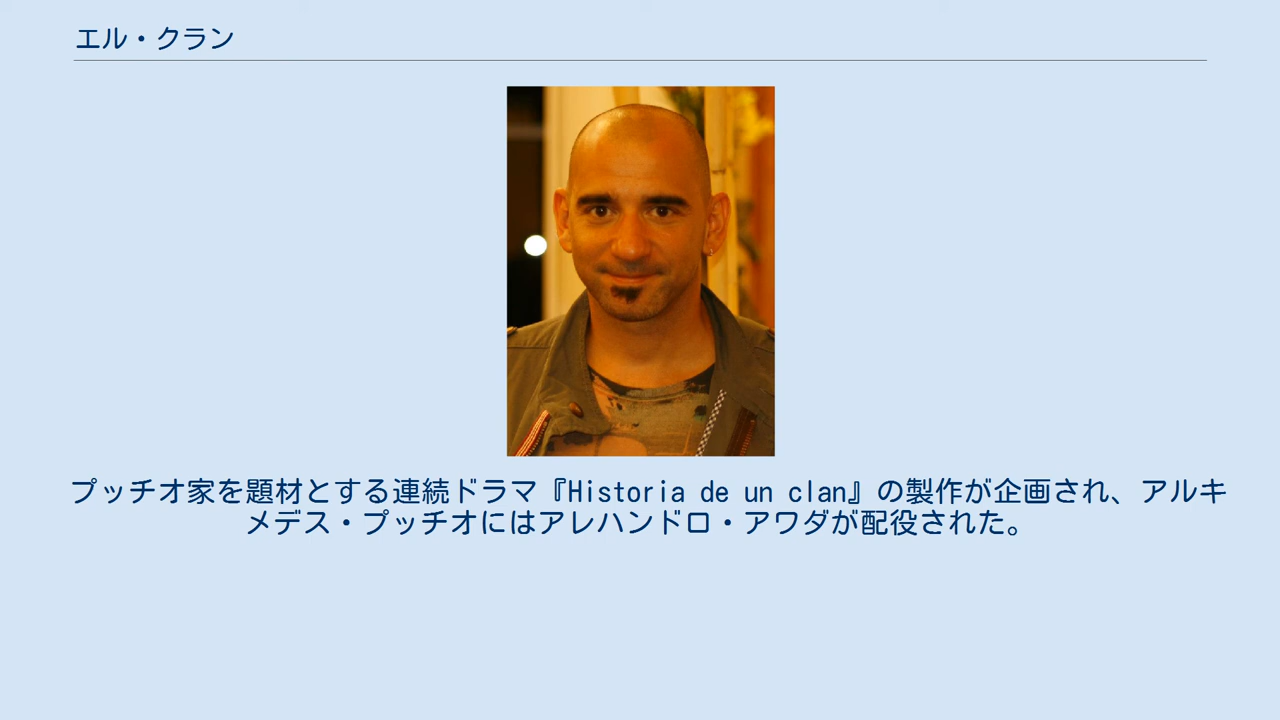 エル・クラン
プッチオ家を題材とする連続ドラマ『Historia de un clan』の製作が企画され、アルキ
メデス・プッチオにはアレハンドロ・アワダが配役された。